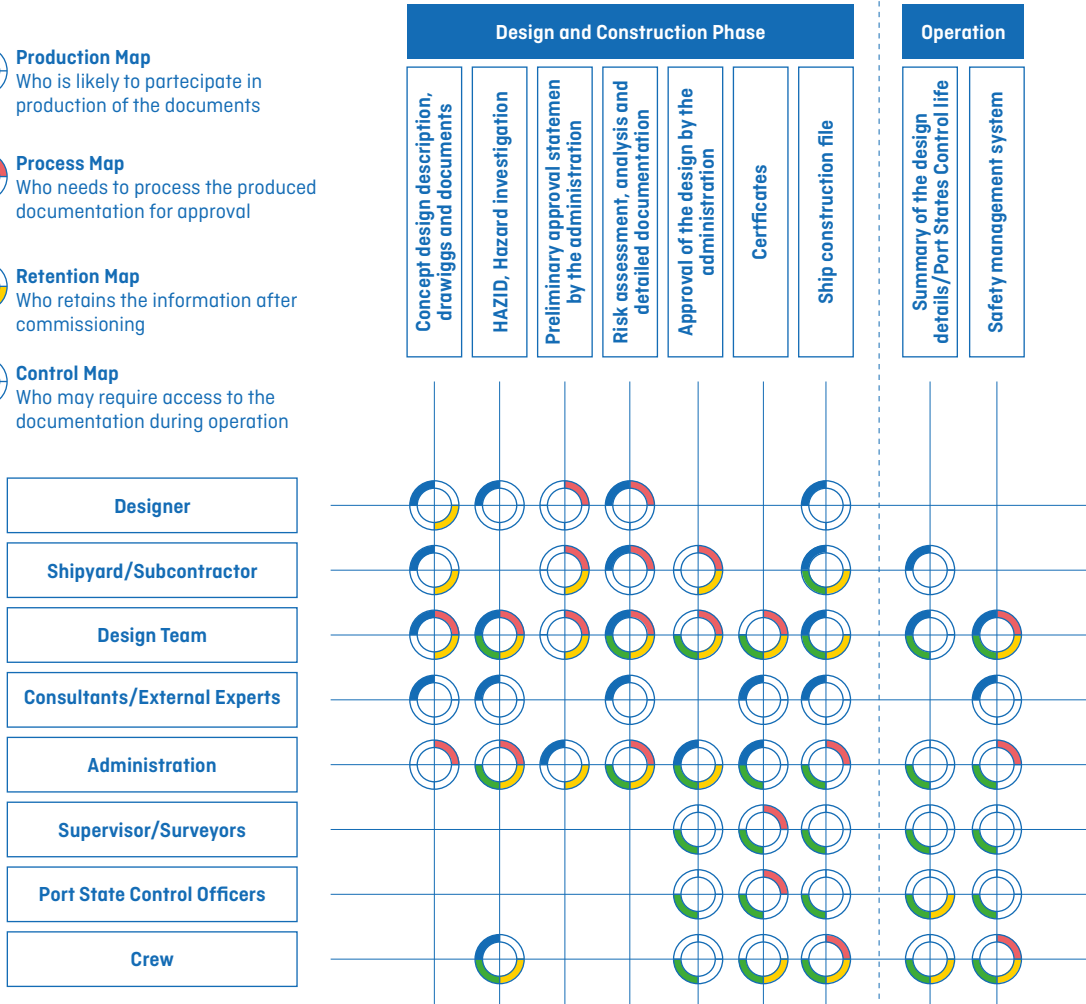 Design and Construction Phase
Operation
Production Map
Who is likely to partecipate in
production of the documents
Process Map
Who needs to process the produced
documentation for approval
Retention Map
Who retains the information after
commissioning
Control Map
Who may require access to the
documentation during operation
Concept design description,
drawiggs and documents
HAZID, Hazard investigation
Preliminary approval statemen
by the administration
Risk assessment, analysis and
detailed documentation
Approval of the design by the
administration
Certficates
Ship construction file
Summary of the design
details/Port States Control life
Safety management system
Designer
Shipyard/Subcontractor
Design Team
Consultants/External Experts
Administration
Supervisor/Surveyors
Port State Control Officers
Crew